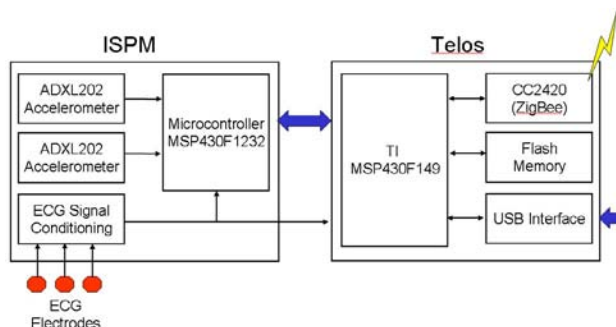 ISPM
Telos
ADXL202
Accelerometer
ADXL202
Accelerometer
Microcontroller
MSP430F1232
ECG Signal
Conditioning
ECG
Electrodes
TI
MSP430F149
CC2420
(ZigBee)
Flash
Memory
USB Interface